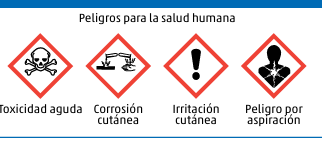 Peligros para la salud humana
Toxicidad aguda Corrosión cutánea Irritación cutánea Peligro por aspiración